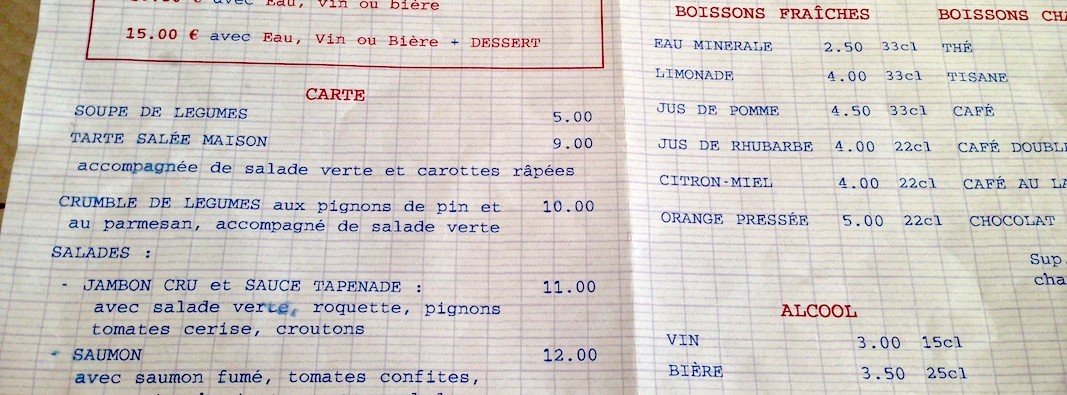 € avec Eau, Vin ou bière
15.00 € avec Eau, Vin ou Bière + DESSERT
CARTE
SOUPE DE LEGUMES 5.00
TARTE SALÉE MAISON 9.00
accompagnée de salade verte et carottes râpées
CRUMBLE DE LEGUMES aux pignons de pin et 10.00
au parmesan, accompagné de salade verte
SALADES :
- JAMBON CRU et SAUCE TAPENADE : 11.00
avec salade verte, roquette, pignons
tomates cerise, croutons
- SAUMON 12.00
avec saumon fumé, tomates confites,
BOISSONS FRAÎCHES
EAU MINERALE 2.50 33cl
LIMONADE 4.00 33cl
JUS DE POMME 4.50 33cl
JUS DE RHUBARBE 4.00 22cl
CITRON-MIEL 4.00 22cl
ORANGE PRESSÉE 5.00 22cl
ALCOOL
VIN 3.00 15cl
BIÈRE 3.50 25cl
BOISSONS CHA
THÉ
TISANE
CAFÉ
CAFÉ DOUBL
CAFÉ AU LA
CHOCOLAT
Sup
cha